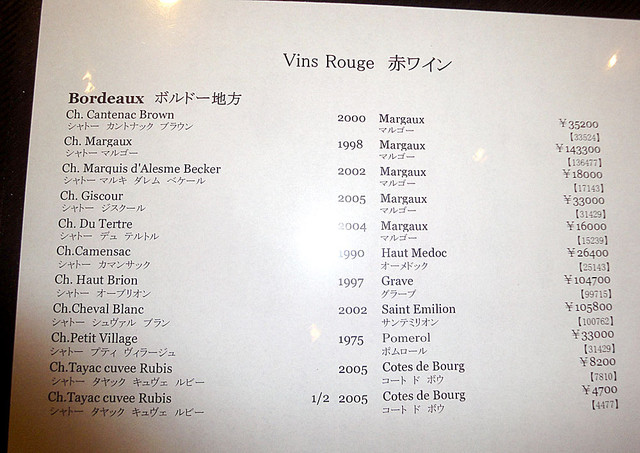 Vins Rouge 赤ワイン
Bordeaux ボルドー地方
Ch. Cantenac Brown 2000 Margaux ¥35200
シャトー カントナック ブラウン マルゴー 【33524】
Ch. Margaux 1998 Margaux ¥143300
シャトー マルゴー マルゴー 【136477】
Ch. Marquis d'Alesme Becker 2002 Margaux ¥18000
シャトー マルキ ダレム ベケール マルゴー 【17143】
Ch. Giscour 2005 Margaux ¥33000
シャトー ジスクール マルゴー 【31429】
Ch. Du Tertre 2004 Margaux ¥16000
シャトー デュ テルトル マルゴー 【15239】
Ch.Camensac 1990 Haut Medoc ¥26400
シャトー カマンサック オーメドック 【25143】
Ch. Haut Brion 1997 Grave ¥104700
シャトー オーブリオン グラーブ 【99715】
Ch.Cheval Blanc 2002 Saint Emilion ¥105800
シャトー シュヴァル ブラン サンテミリオン 【100762】
Ch.Petit Village 1975 Pomerol ¥33000
シャトー プティ ヴィラージュ ポムロール 【31429】
Ch.Tayac cuvee Rubis 2005 Cotes de Bourg ¥8200
シャトー タヤック キュヴェ ルビー コート ド ボウ 【7810】
Ch.Tayac cuvee Rubis 1/2 2005 Cotes de Bourg ¥4700
シャトー タヤック キュヴェ ルビー コート ド ボウ 【4477】